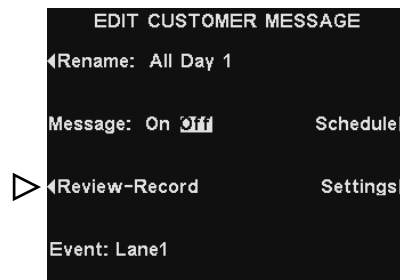 EDIT CUSTOMER MESSAGE
Rename: All Day 1
Message: On Off Schedule
Review-Record Settings
Event: Lane1